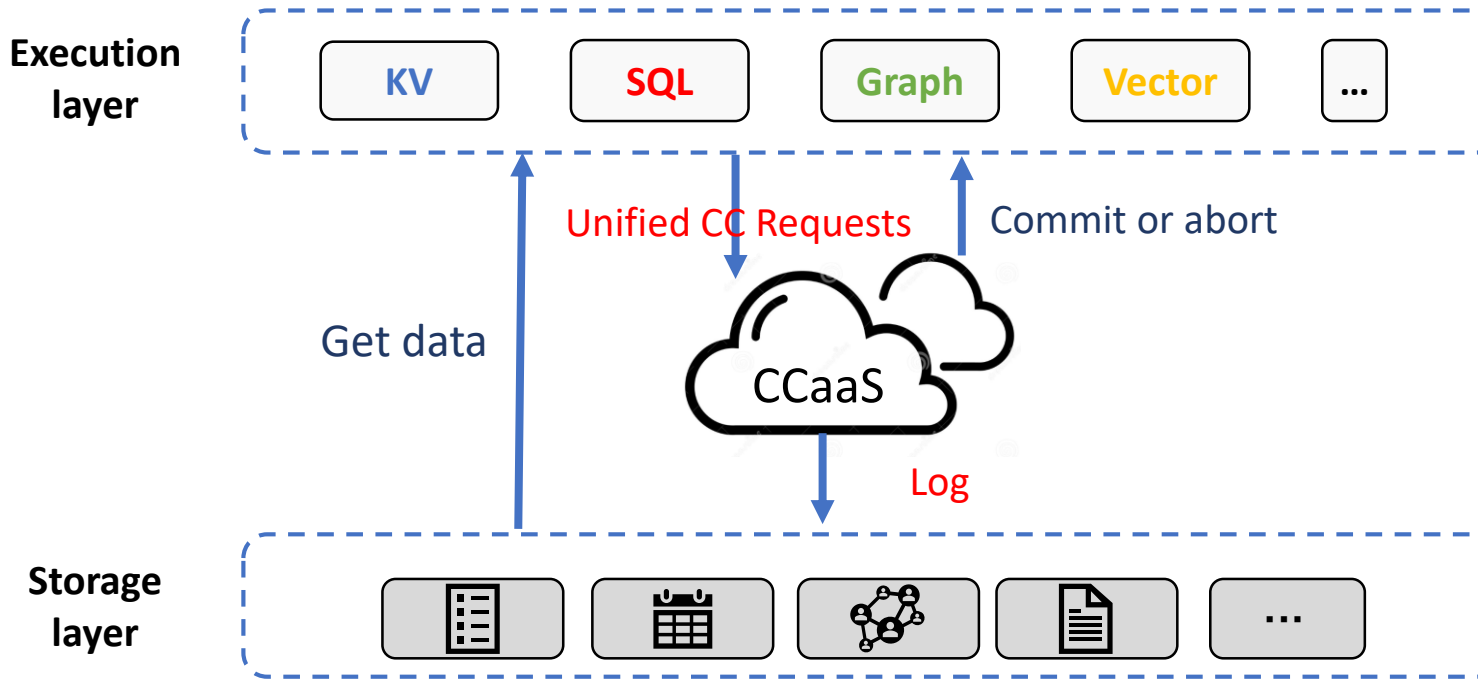 Execution
layer
KV
SQL
Graph
Vector
...
Unified CC Requests
Commit or abort
Get data
CCaaS
Log
Storage
layer
...